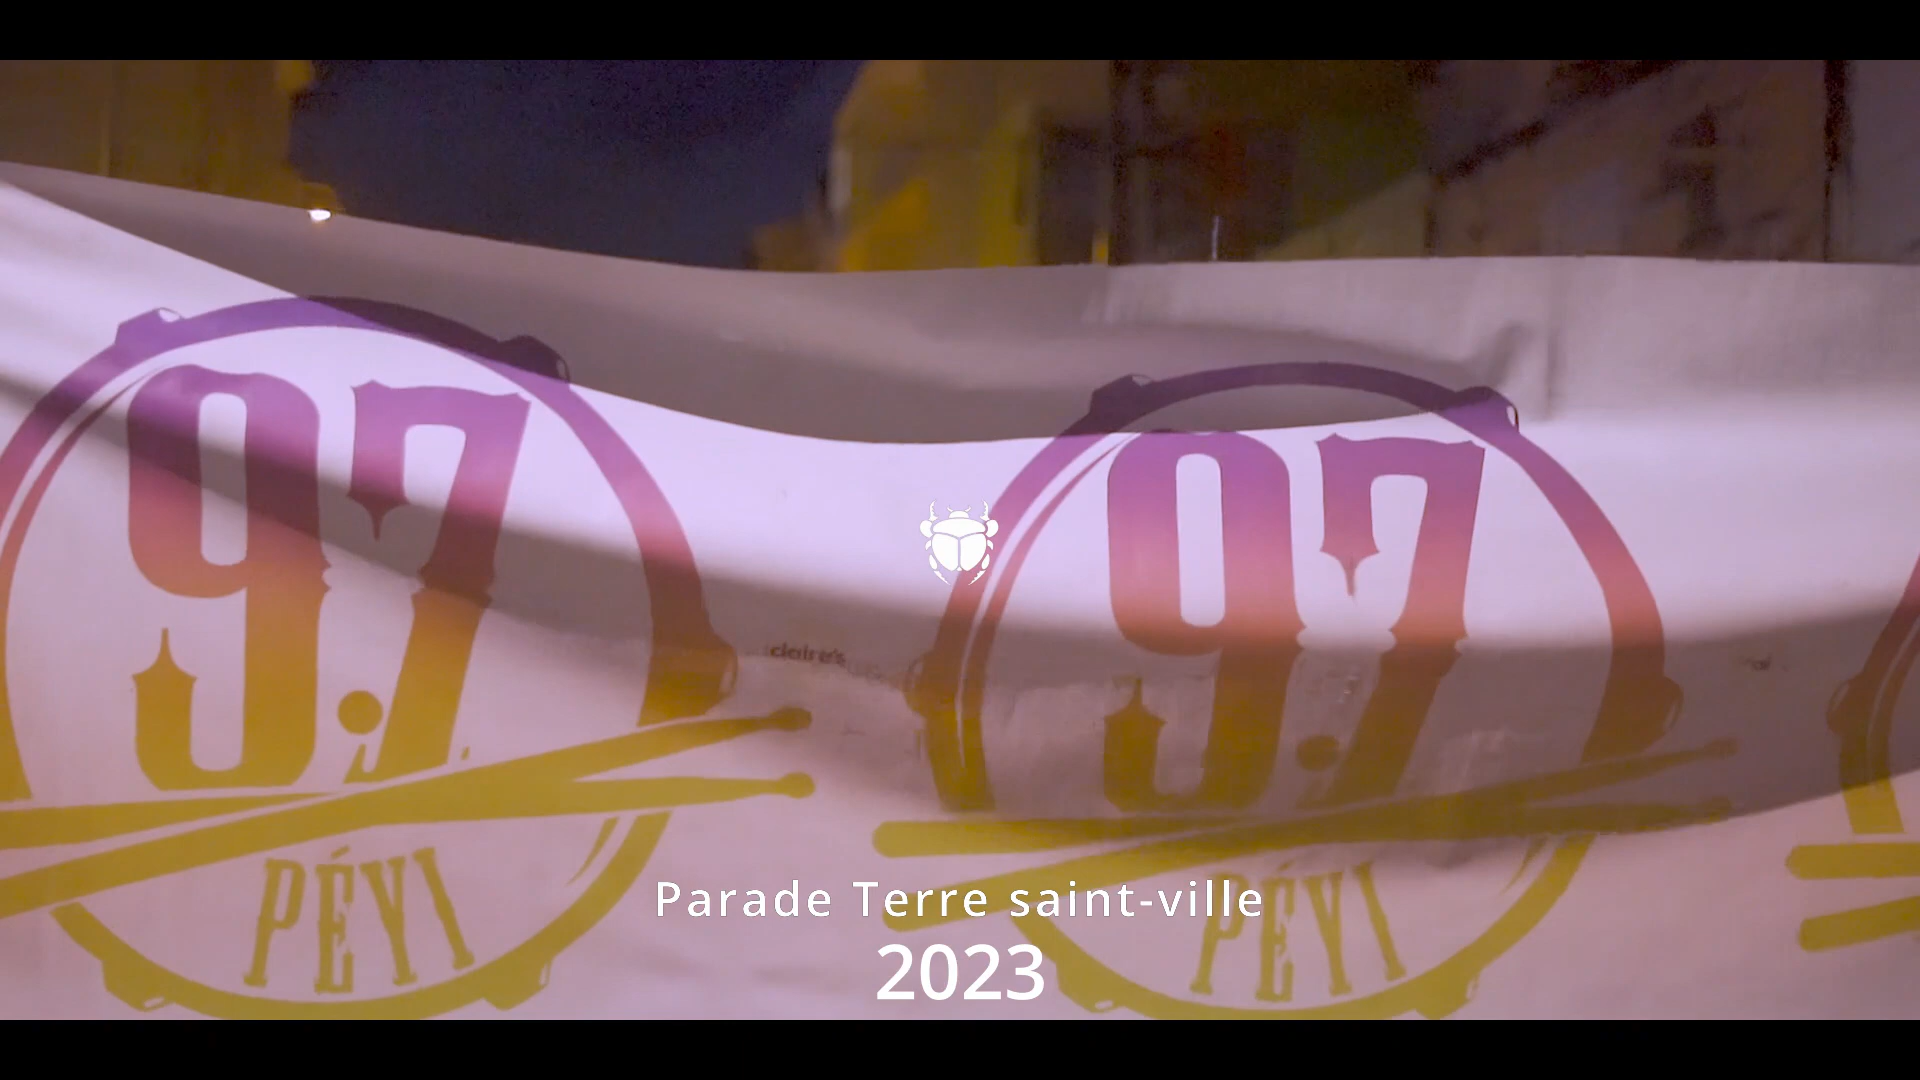 9.7
PÉYI
claire's
9.7
PÉYI
Parade Terre saint-ville
2023